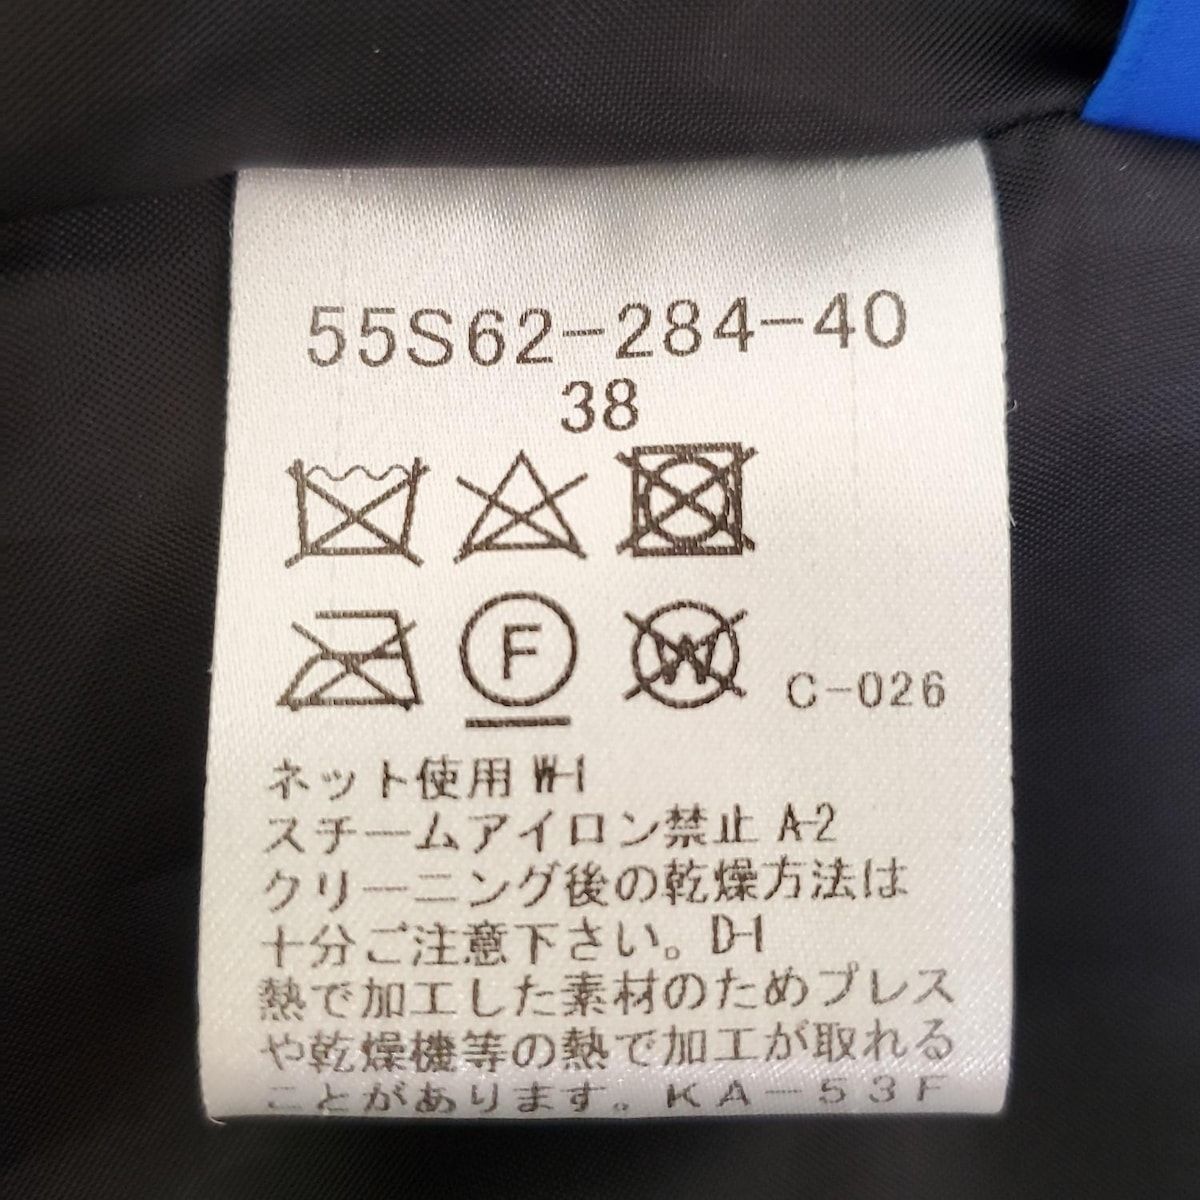 55S62-284-40
38
F
W
C-026
ネット使用 W-1
スチームアイロン禁止 A-2
クリーニング後の乾燥方法は
十分ご注意下さい。D-1
熱で加工した素材のためプレス
や乾燥機等の熱で加工が取れる
ことがあります。KA-53F